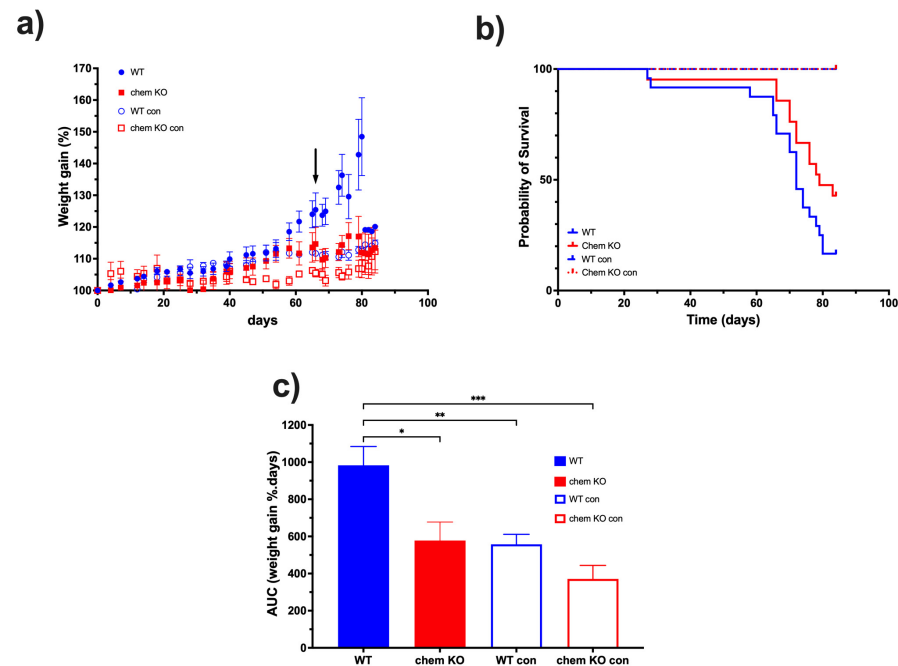 a)
170
160
150
140
130
120
110
100
Weight gain (%)
WT
chem KO
WT con
chem KO con
0 20 40 60 80 100
days
b)
100
50
0
Probability of Survival
WT
Chem KO
WT con
Chem KO con
0 20 40 60 80 100
Time (days)
c)
***
**
*
1200
1000
800
600
400
200
0
AUC (weight gain %.days)
WT
chem KO
WT con
chem KO con
WT chem KO WT con chem KO con